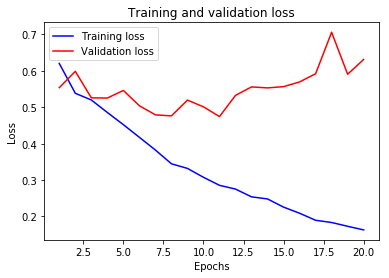 Training and validation loss
Training loss
Validation loss
Loss
0.7
0.6
0.5
0.4
0.3
0.2
2.5 5.0 7.5 10.0 12.5 15.0 17.5 20.0
Epochs